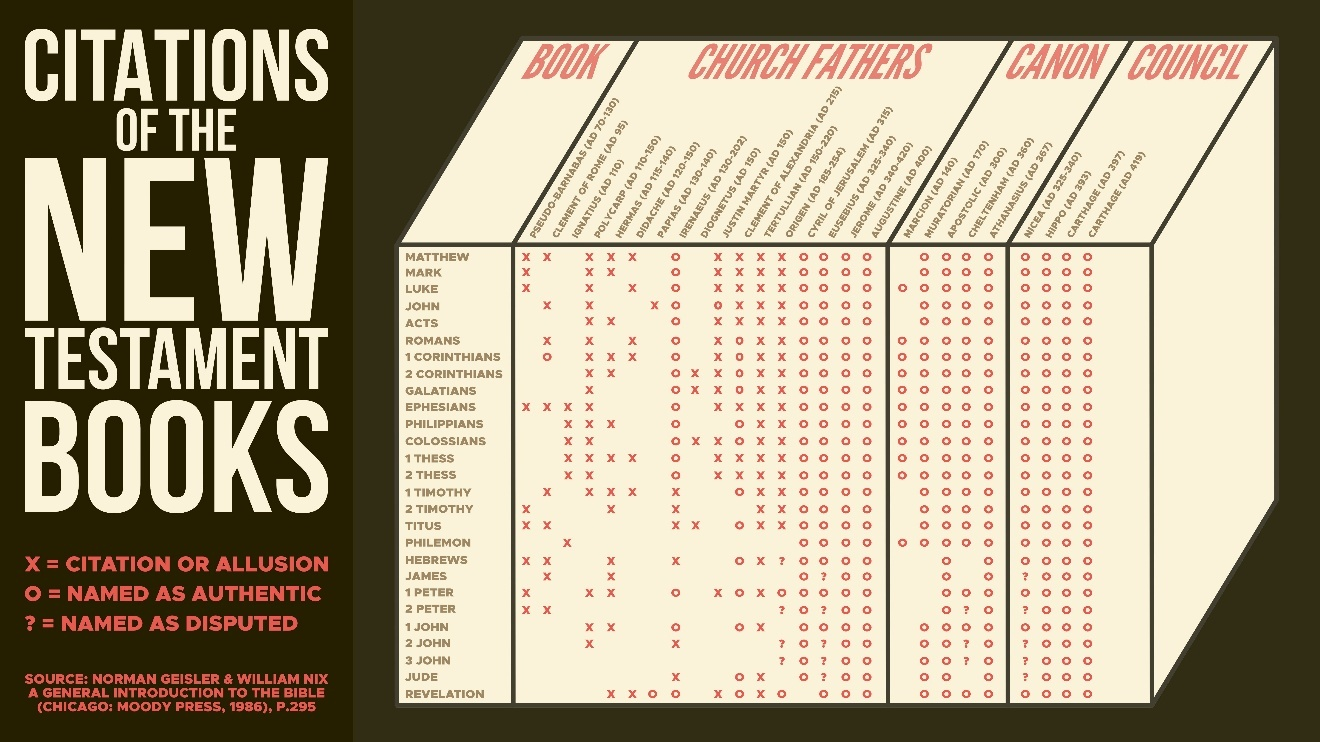 CITATIONS
OF THE
NEW
TESTAMENT
BOOKS
X = CITATION OR ALLUSION
O = NAMED AS AUTHENTIC
? = NAMED AS DISPUTED
SOURCE: NORMAN GEISLER & WILLIAM NIX
A GENERAL INTRODUCTION TO THE BIBLE
(CHICAGO: MOODY PRESS, 1986), P.295
BOOK CHURCH FATHERS CANON COUNCIL
PSEUDO-BARNABAS (AD 70-130)
CLEMENT OF ROME (AD 95)
IGNATIUS (AD 110)
POLYCARP (AD 110-150)
HERMAS (AD 115-140)
DIDACHE (AD 120-150)
PAPIAS (AD 130-140)
IRENAEUS (AD 130-202)
DIOGNETUS (AD 150)
JUSTIN MARTYR (AD 150)
CLEMENT OF ALEXANDRIA (AD 215)
TERTULLIAN (AD 150-220)
ORIGEN (AD 185-254)
CYRIL OF JERUSALEM (AD 315)
EUSEBIUS (AD 325-340)
JEROME (AD 340-420)
AUGUSTINE (AD 400)
MARCION (AD 140)
MURATORIAN (AD 170)
APOSTOLIC (AD 300)
CHELTENHAM (AD 360)
ATHANASIUS (AD 367)
NICEA (AD 325-340)
HIPPO (AD 393)
CARTHAGE (AD 397)
CARTHAGE (AD 419)
MATTHEW X X X X X O X X X X O O O O O O O O O O O O
MARK X X X O X X X X O O O O O O O O O O O O
LUKE X X X O X X X X O O O O O O O O O O O O O
JOHN X X X O O X X X O O O O O O O O O O O O
ACTS X X O X X X X O O O O O O O O O O O O
ROMANS X X X O X O X X O O O O O O O O O O O O O
1 CORINTHIANS O X X X O X O X X O O O O O O O O O O O O O
2 CORINTHIANS X X O X X O X X O O O O O O O O O O O O O
GALATIANS X O X X O X X O O O O O O O O O O O O O
EPHESIANS X X X X O X X X X O O O O O O O O O O O O O
PHILIPPIANS X X X O O X X O O O O O O O O O O O O O
COLOSSIANS X X O X X O X X O O O O O O O O O O O O O
1 THESS X X X X O X O X X O O O O O O O O O O O O O
2 THESS X X O X X X X O O O O O O O O O O O O O
1 TIMOTHY X X X X X O X X O O O O O O O O O O O O
2 TIMOTHY X X X X X O O O O O O O O O O O O
TITUS X X X X O X X O O O O O O O O O O O O
PHILEMON X O O O O O O O O O O O O O
HEBREWS X X X X O X ? O O O O O O O O O O
JAMES X X X O ? O O O O ? O O O
1 PETER X X X X O X O X O O O O O O O O O O O
2 PETER X X ? O ? O O O ? O ? O O O
1 JOHN X X O O X O O O O O O O O O O O O
2 JOHN X X ? O ? O O O O ? O ? O O O
3 JOHN ? O ? O O O O ? O ? O O O
JUDE X O X O ? O O O O O ? O O O
REVELATION X X O O X O X O O O O O O O O O O O O